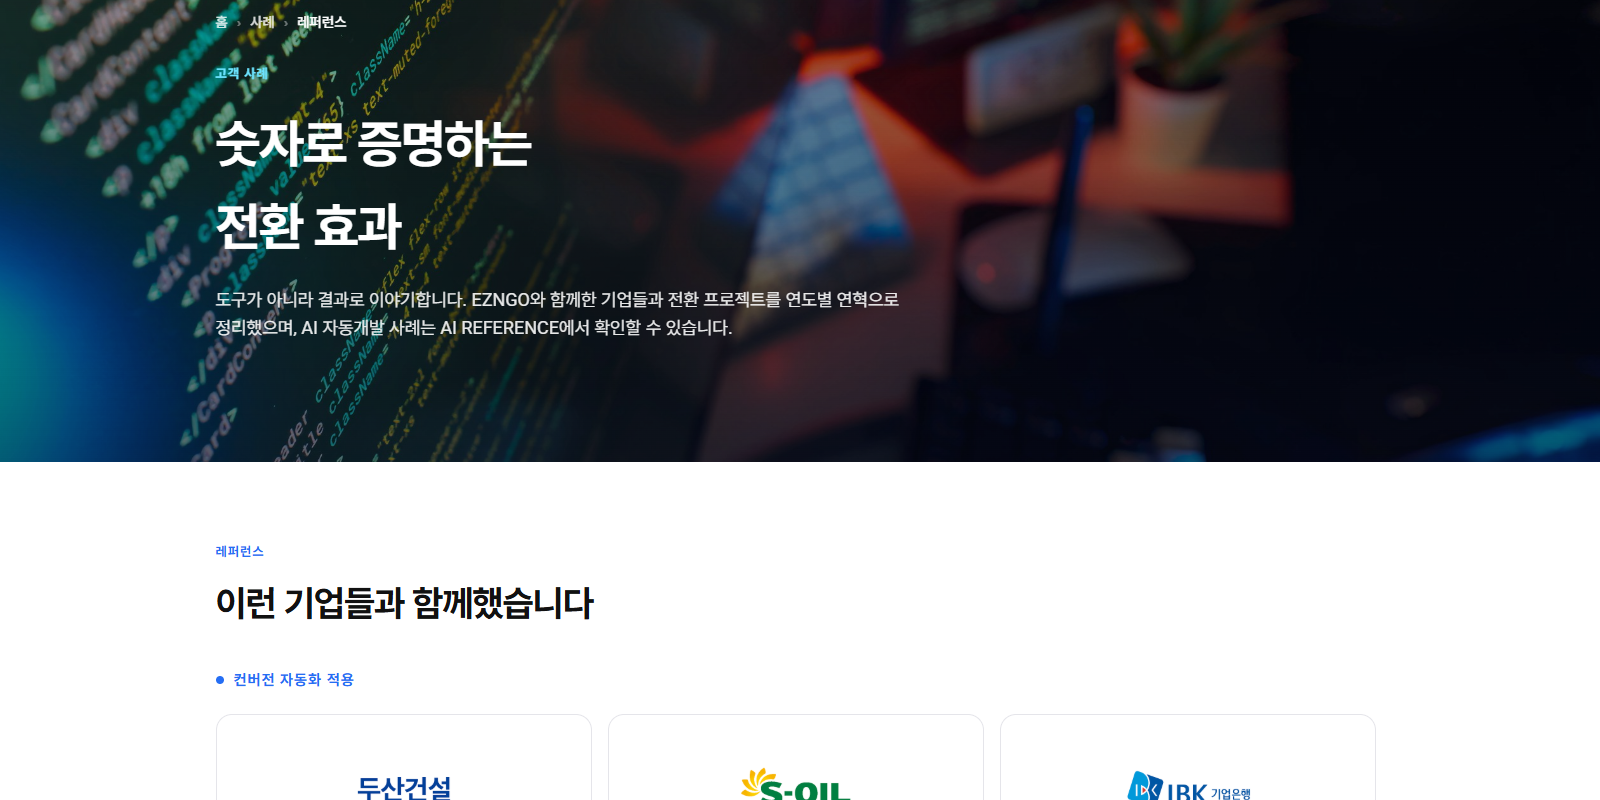 홈 › 사례 › 레퍼런스
고객 사례
숫자로 증명하는
전환 효과
도구가 아니라 결과로 이야기합니다. EZNGO와 함께한 기업들과 전환 프로젝트를 연도별 연혁으로
정리했으며, AI 자동개발 사례는 AI REFERENCE에서 확인할 수 있습니다.
레퍼런스
이런 기업들과 함께했습니다
컨버전 자동화 적용
두산건설
S-OIL
IBK 기업은행